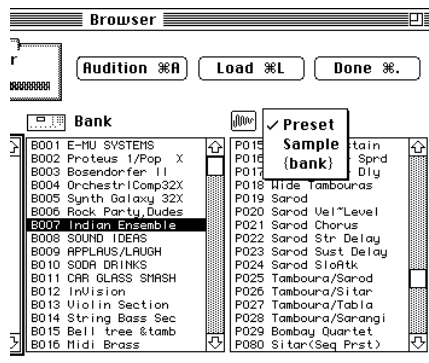 Browser
r
Audition ⌘A
Load ⌘L
Done ⌘.
Bank
✓ Preset
Sample
{bank}
B001 E-MU SYSTEMS
B002 Proteus 1/Pop X
B003 Bosendorfer II
B004 Orchestr|Comp32X
B005 Synth Galaxy 32X
B006 Rock Party,Dudes
B007 Indian Ensemble
B008 SOUND IDEAS
B009 APPLAUS/LAUGH
B010 SODA DRINKS
B011 CAR GLASS SMASH
B012 InVision
B013 Violin Section
B014 String Bass Sec
B015 Bell tree &tamb
B016 Midi Brass
P015 tain
P016 Sprd
P017 Dly
P018 Wide Tambouras
P019 Sarod
P020 Sarod Vel~Level
P021 Sarod Chorus
P022 Sarod Str Delay
P023 Sarod Sust Delay
P024 Sarod SloAtk
P025 Tamboura/Sarod
P026 Tamboura/Sitar
P027 Tamboura/Tabla
P028 Tamboura/Sarangi
P029 Bombay Quartet
P080 Sitar(Seq Prst)